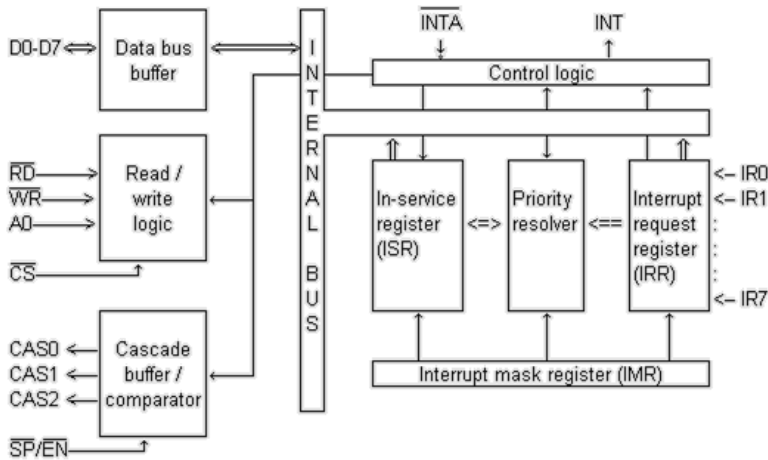 D0-D7
Data bus
buffer
INTERNAL BUS
INTA
INT
Control logic
RD
WR
A0
CS
Read /
write
logic
In-service
register
(ISR)
<=>
Priority
resolver
<==
Interrupt
request
register
(IRR)
<– IR0
<– IR1
:
:
:
<– IR7
CAS0
CAS1
CAS2
SP/EN
Cascade
buffer /
comparator
Interrupt mask register (IMR)